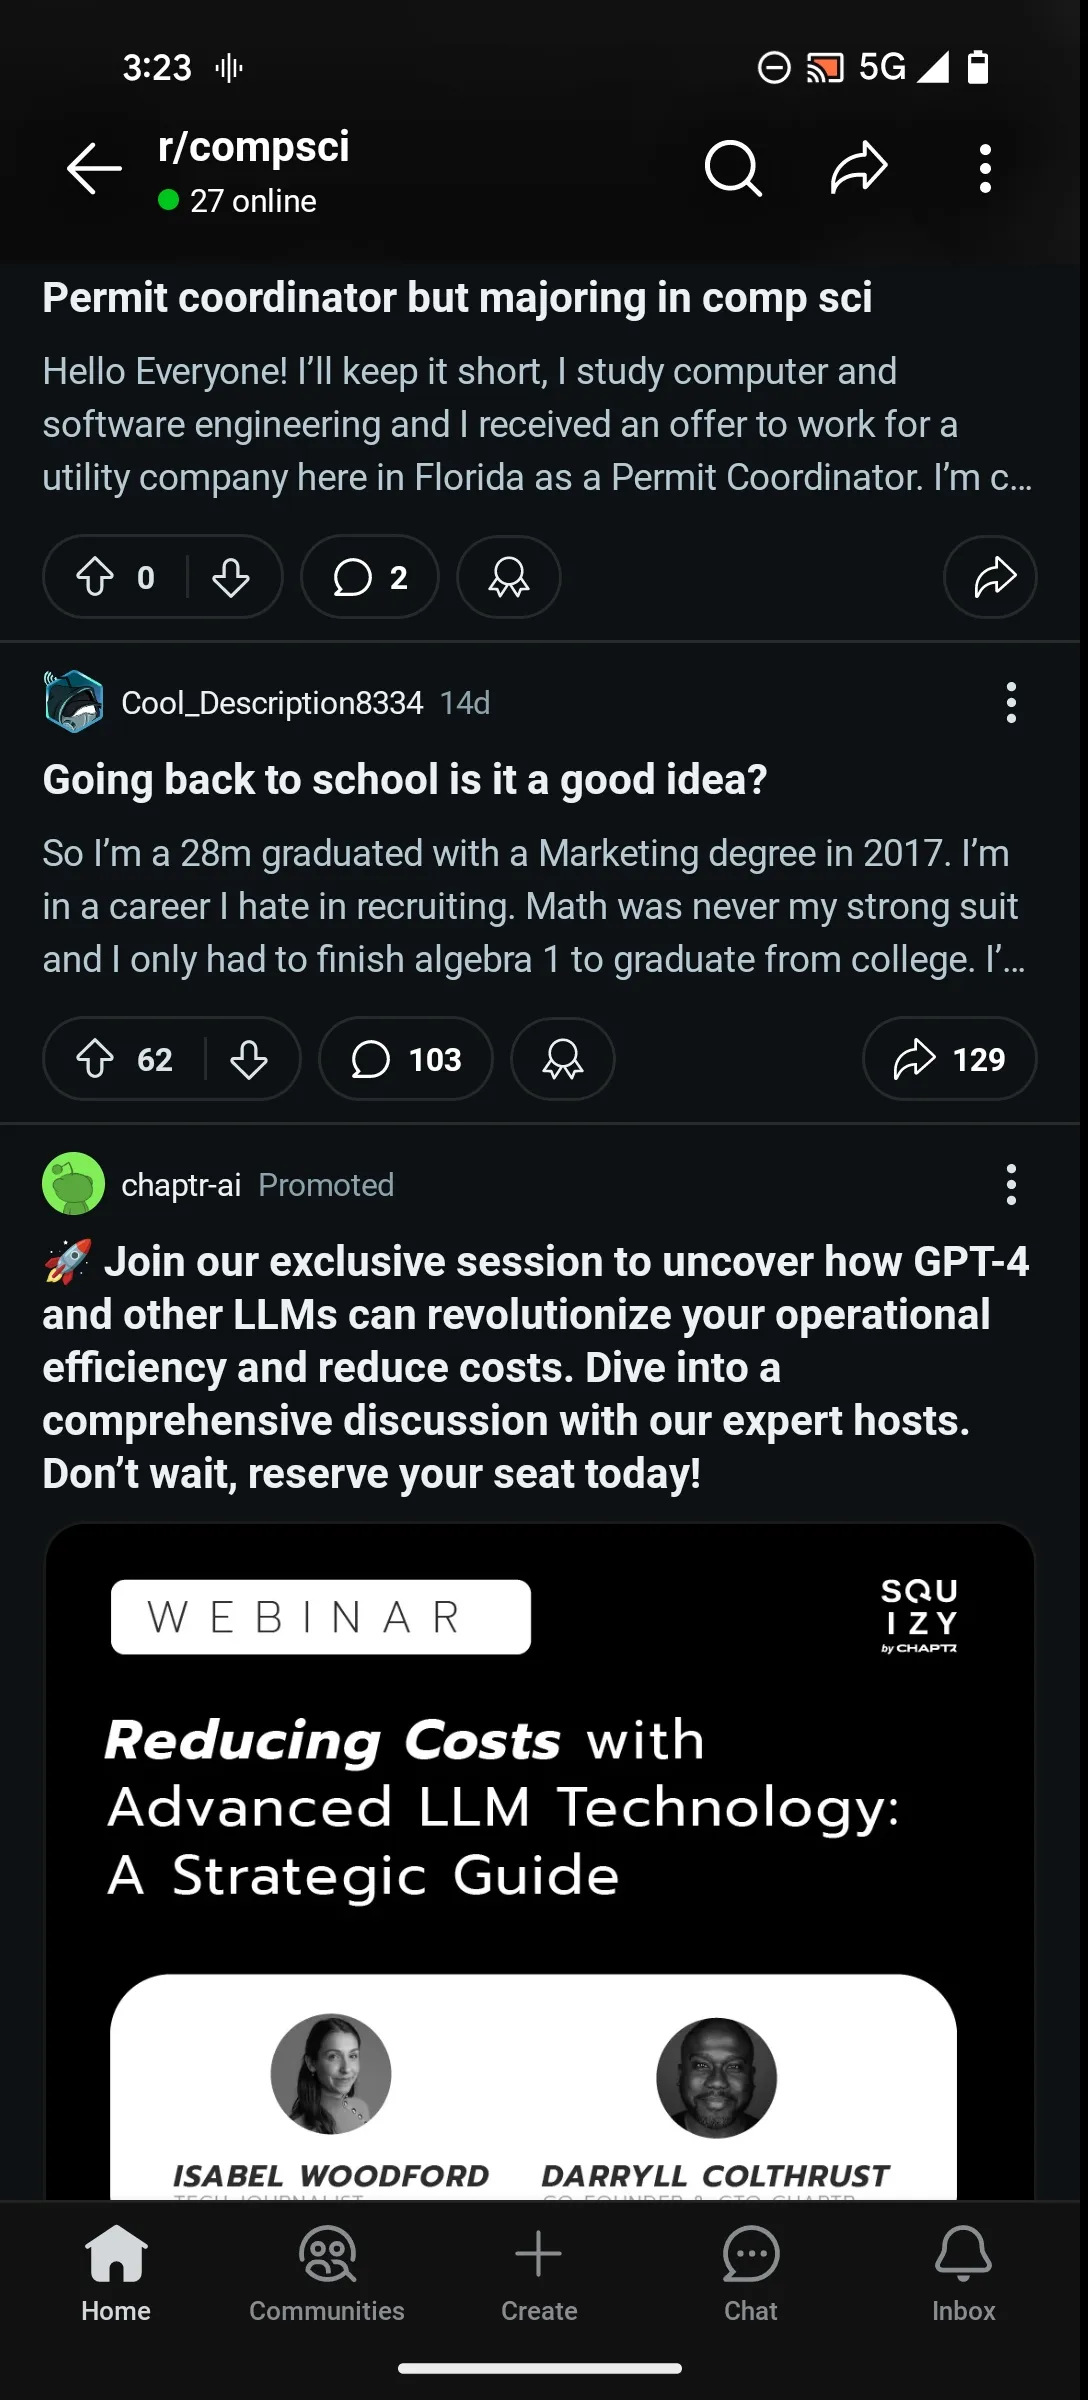 3:23
5G
r/compsci
27 online
Permit coordinator but majoring in comp sci
Hello Everyone! I’ll keep it short, I study computer and
software engineering and I received an offer to work for a
utility company here in Florida as a Permit Coordinator. I’m c...
0
2
Cool_Description8334 14d
Going back to school is it a good idea?
So I’m a 28m graduated with a Marketing degree in 2017. I’m
in a career I hate in recruiting. Math was never my strong suit
and I only had to finish algebra 1 to graduate from college. I’...
62
103
129
chaptr-ai Promoted
🚀 Join our exclusive session to uncover how GPT-4
and other LLMs can revolutionize your operational
efficiency and reduce costs. Dive into a
comprehensive discussion with our expert hosts.
Don’t wait, reserve your seat today!
WEBINAR
SQU
IZY
by CHAPTR
Reducing Costs with
Advanced LLM Technology:
A Strategic Guide
ISABEL WOODFORD
DARRYLL COLTHRUST
Home
Communities
Create
Chat
Inbox